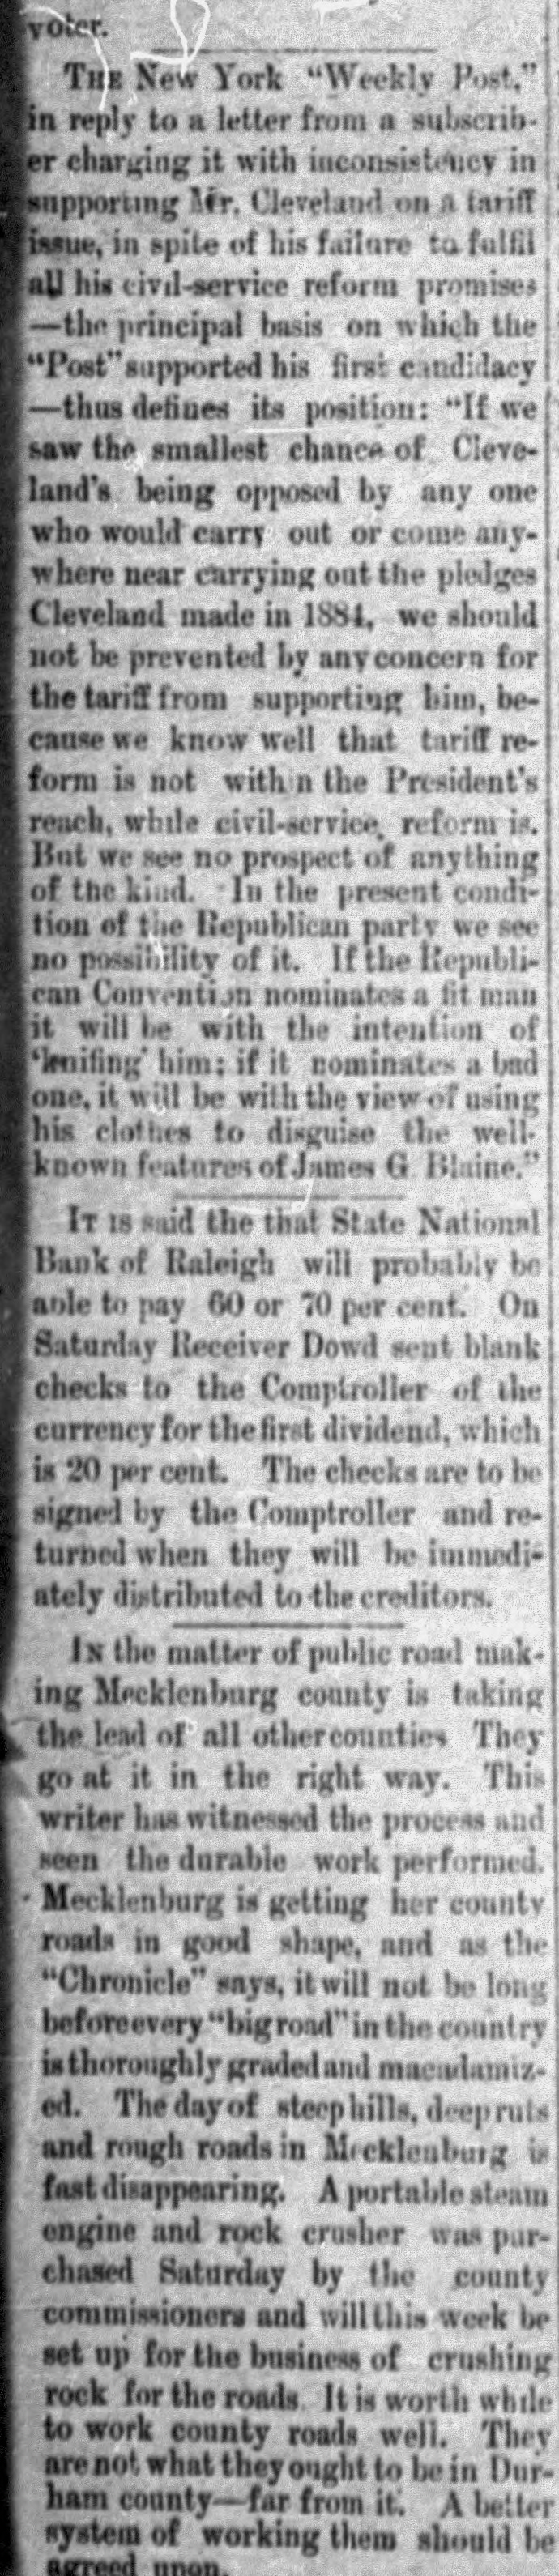 voter.
THE New York "Weekly Post,"
in reply to a letter from a subscrib-
er charging it with inconsistency in
supporting Mr. Cleveland on a tariff
issue, in spite of his failure to fulfil
all his civil-service reform promises
—the principal basis on which the
"Post" supported his first candidacy
—thus defines its position: "If we
saw the smallest chance of Cleve-
land's being opposed by any one
who would carry out or come any-
where near carrying out the pledges
Cleveland made in 1884, we should
not be prevented by any concern for
the tariff from supporting him, be-
cause we know well that tariff re-
form is not with n the President's
reach, while civil-service reform is.
But we see no prospect of anything
of the kind. In the present condi-
tion of the Republican party we see
no possibility of it. If the Republi-
can Convention nominates a fit man
it will be with the intention of
'knifing' him; if it nominates a bad
one, it will be with the view of using
his clothes to disguise the well-
known features of James G. Blaine."
IT IS said the that State National
Bank of Raleigh will probably be
able to pay 60 or 70 per cent. On
Saturday Receiver Dowd sent blank
checks to the Comptroller of the
currency for the first dividend, which
is 20 per cent. The checks are to be
signed by the Comptroller and re-
turned when they will be immedi-
ately distributed to the creditors.
IN the matter of public road mak-
ing Mecklenburg county is taking
the lead of all other counties They
go at it in the right way. This
writer has witnessed the process and
seen the durable work performed.
Mecklenburg is getting her county
roads in good shape, and as the
"Chronicle" says, it will not be long
before every "big road" in the country
is thoroughly graded and macadamiz-
ed. The day of steep hills, deep ruts
and rough roads in Mecklenburg is
fast disappearing. A portable steam
engine and rock crusher was pur-
chased Saturday by the county
commissioners and will this week be
set up for the business of crushing
rock for the roads. It is worth while
to work county roads well. They
are not what they ought to be in Dur-
ham county—far from it. A better
system of working them should be
agreed upon.